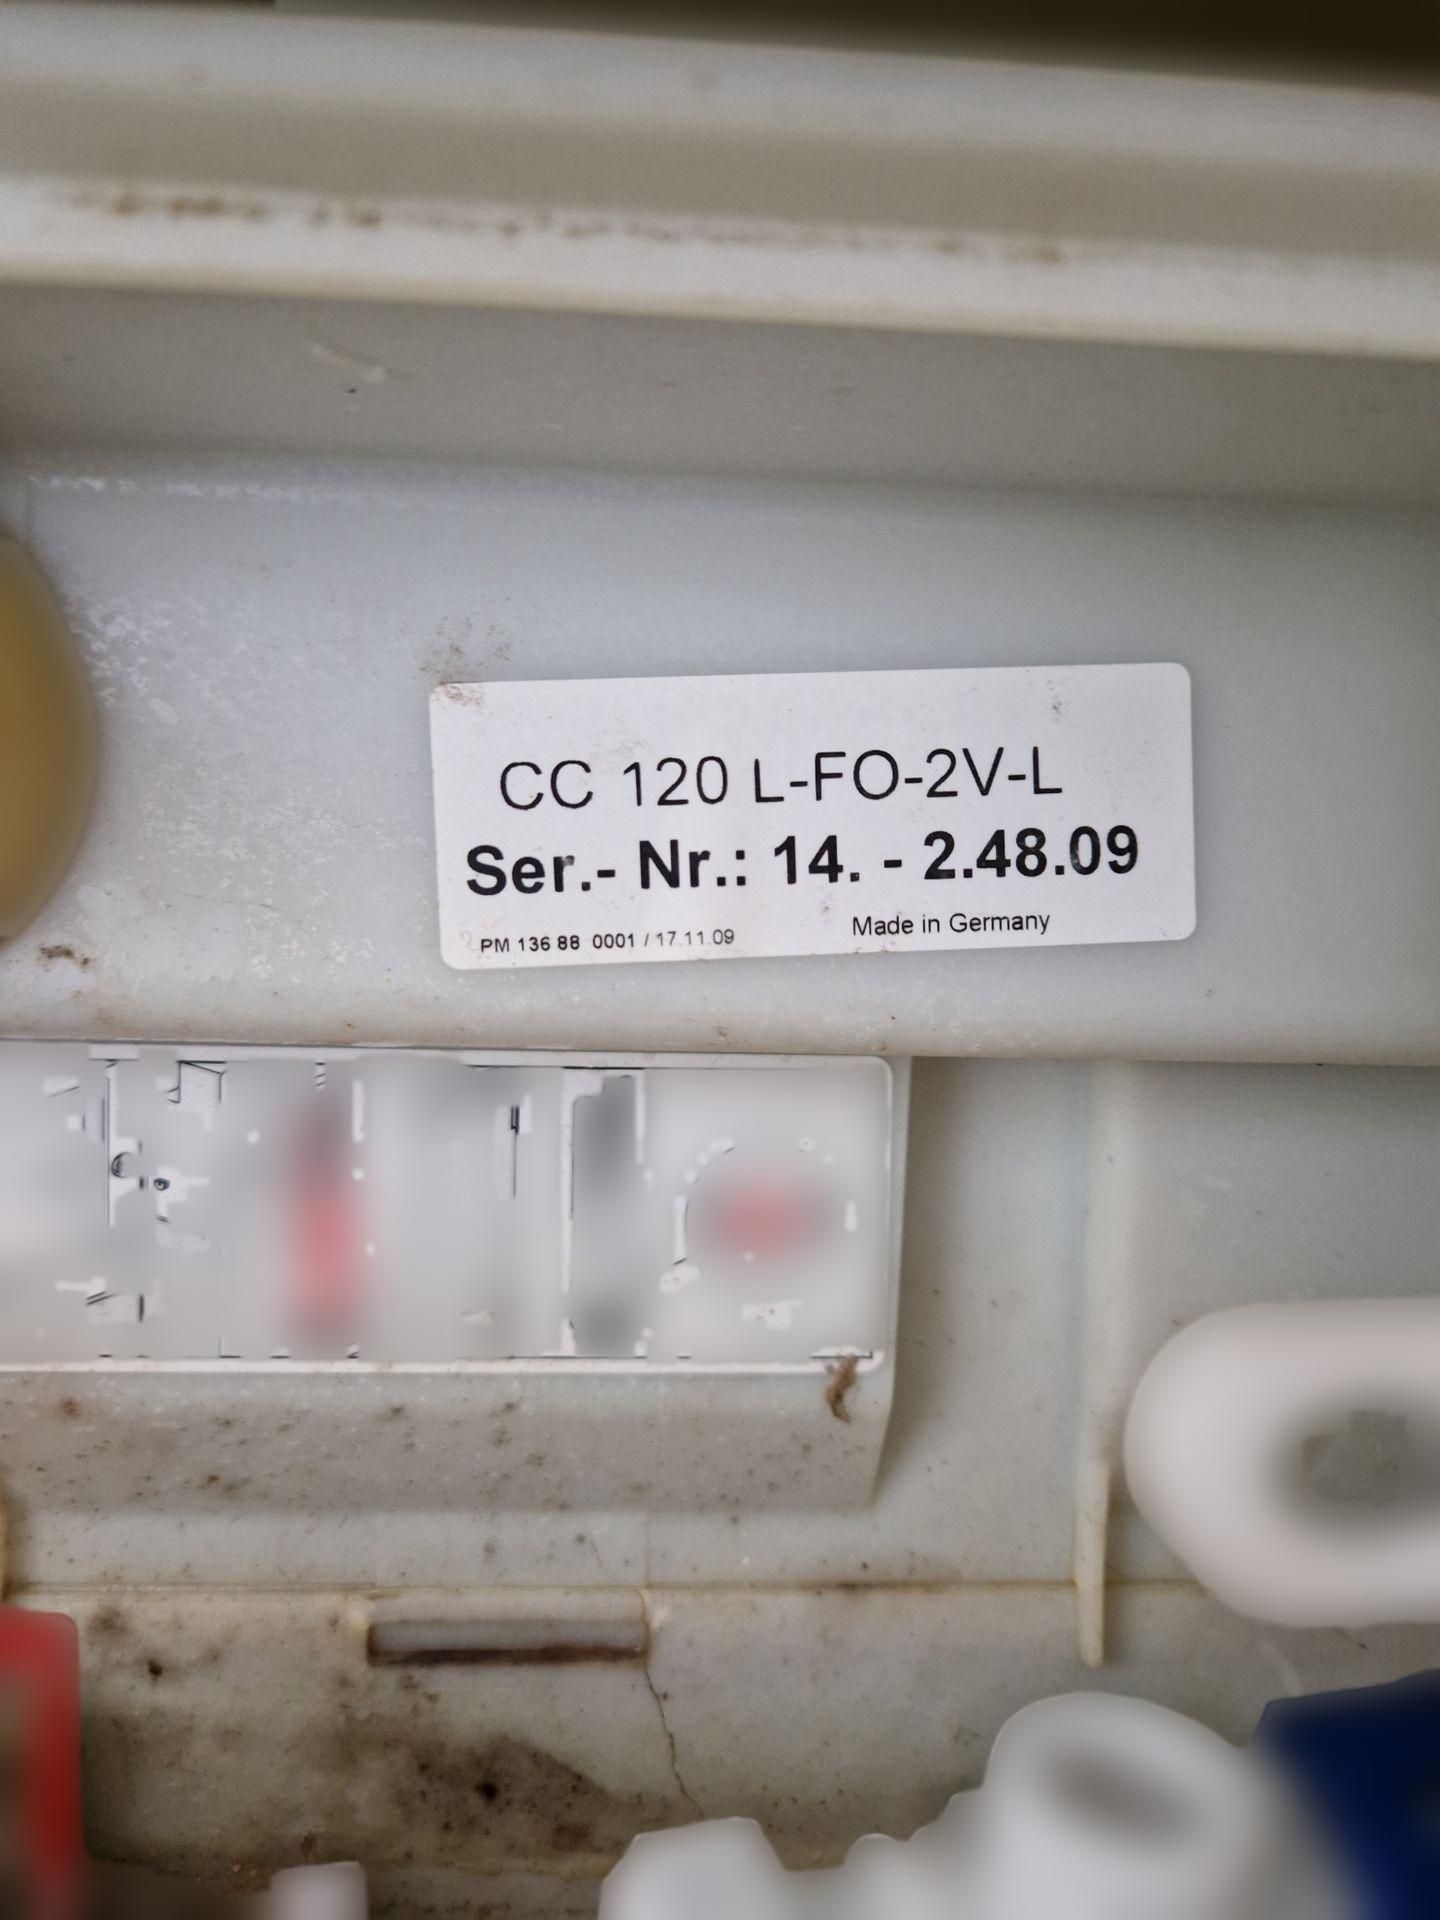 CC 120 L-FO-2V-L
Ser.- Nr.: 14. - 2.48.09
PM 136 88 0001 / 17.11.09
Made in Germany